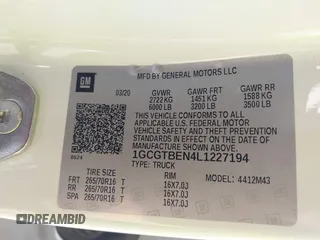 GM
MFD BY GENERAL MOTORS LLC
03/20 GVWR GAWR FRT GAWR RR
2722 KG 1451 KG 1588 KG
6000 LB 3200 LB 3500 LB
THIS VEHICLE CONFORMS TO ALL
APPLICABLE U.S. FEDERAL MOTOR
VEHICLE SAFETY AND THEFT PREVENTION
STANDARDS IN EFFECT ON THE DATE OF
MANUFACTURE SHOWN ABOVE.
1GCGTBEN4L1227194
TYPE: TRUCK MODEL: 4412M43
TIRE SIZE RIM
FRT 265/70R16 T 16X7.0J
RR 265/70R16 T 16X7.0J
SPA 265/70R16 T 16X7.0J
DREAMBID